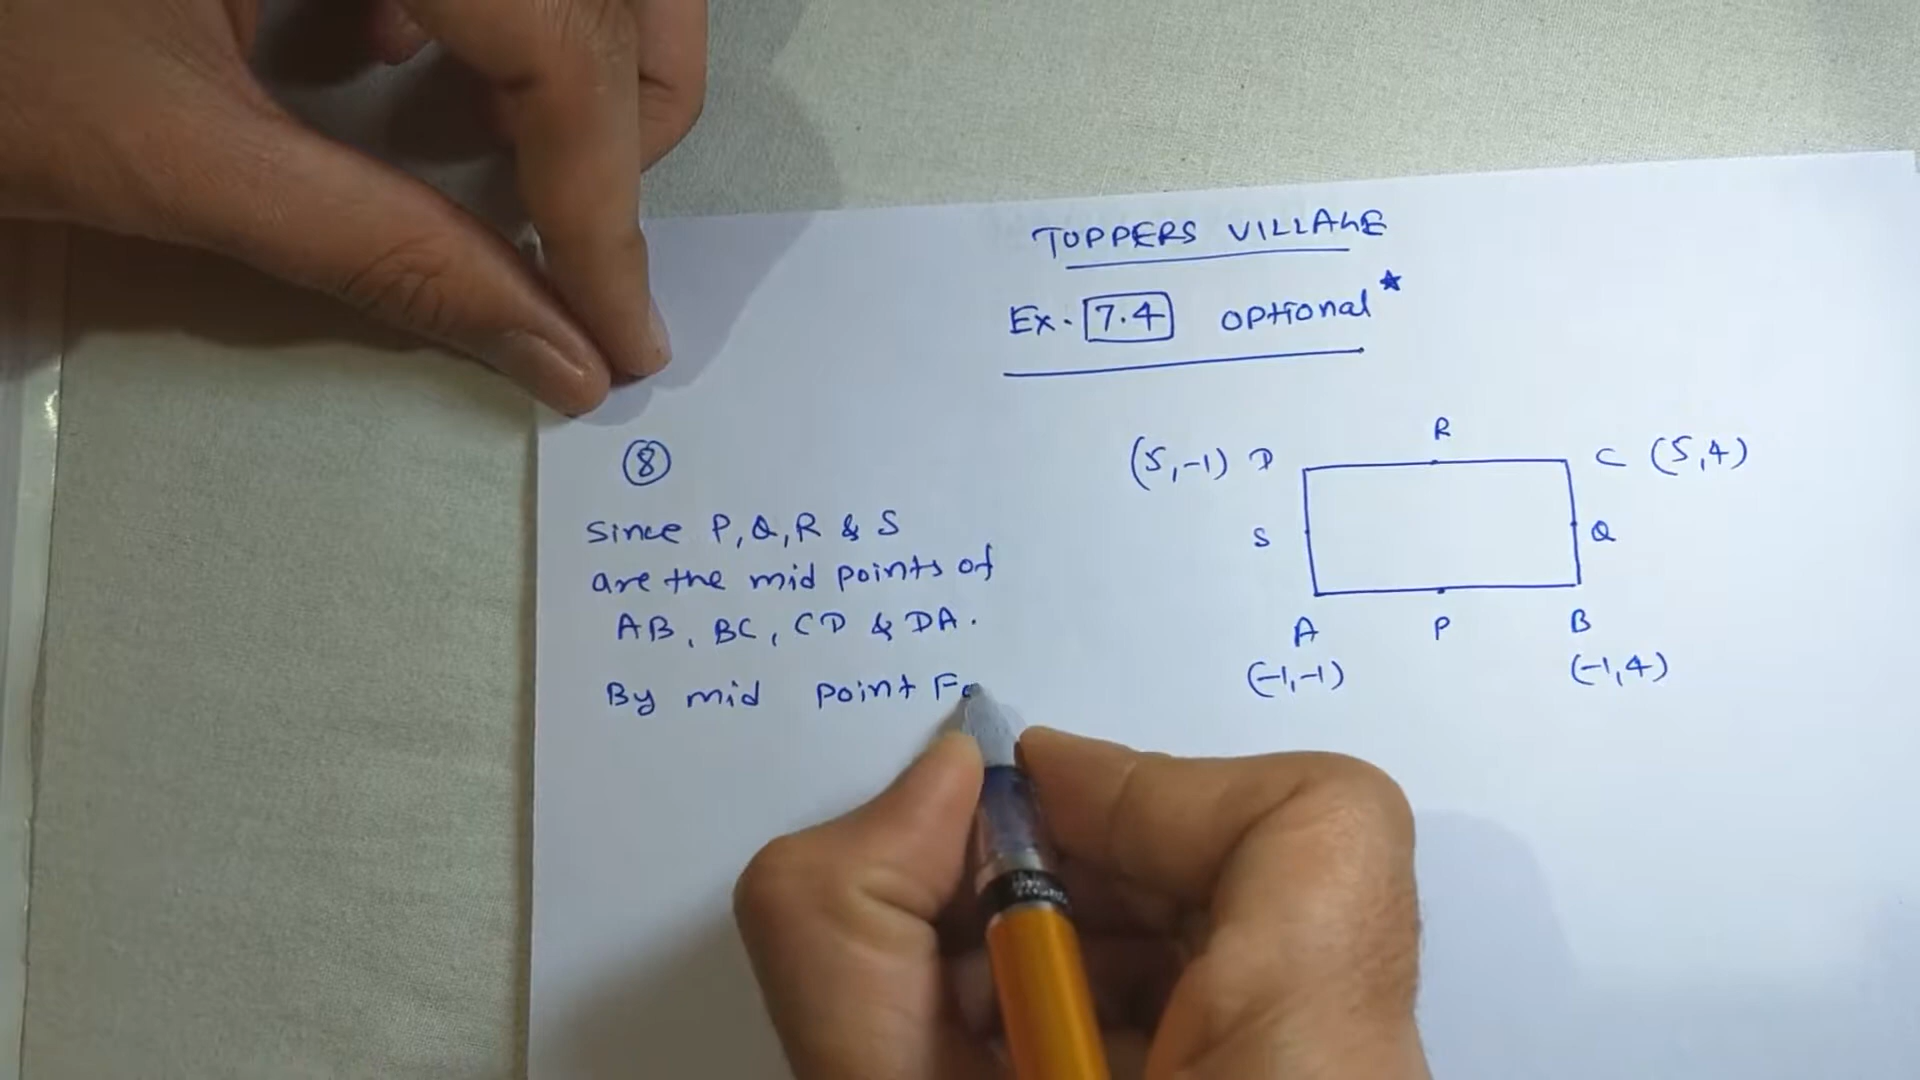 TOPPERS VILLAGE
Ex. 7.4 optional*
8
Since P, Q, R & S
are the mid points of
AB, BC, CD & DA.
By mid point Fo
R
(5,-1) D
C (5,4)
S
Q
A
P
B
(-1,-1)
(-1,4)